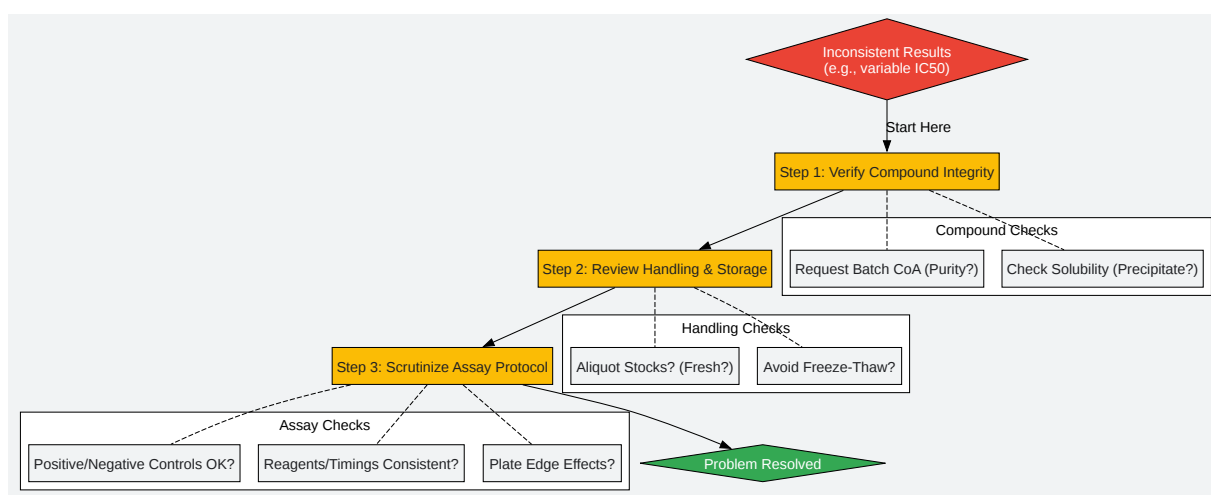 Inconsistent Results
(e.g., variable IC50)
Start Here
Step 1: Verify Compound Integrity
Compound Checks
Request Batch CoA (Purity?)
Check Solubility (Precipitate?)
Step 2: Review Handling & Storage
Handling Checks
Aliquot Stocks? (Fresh?)
Avoid Freeze-Thaw?
Step 3: Scrutinize Assay Protocol
Assay Checks
Positive/Negative Controls OK?
Reagents/Timings Consistent?
Plate Edge Effects?
Problem Resolved